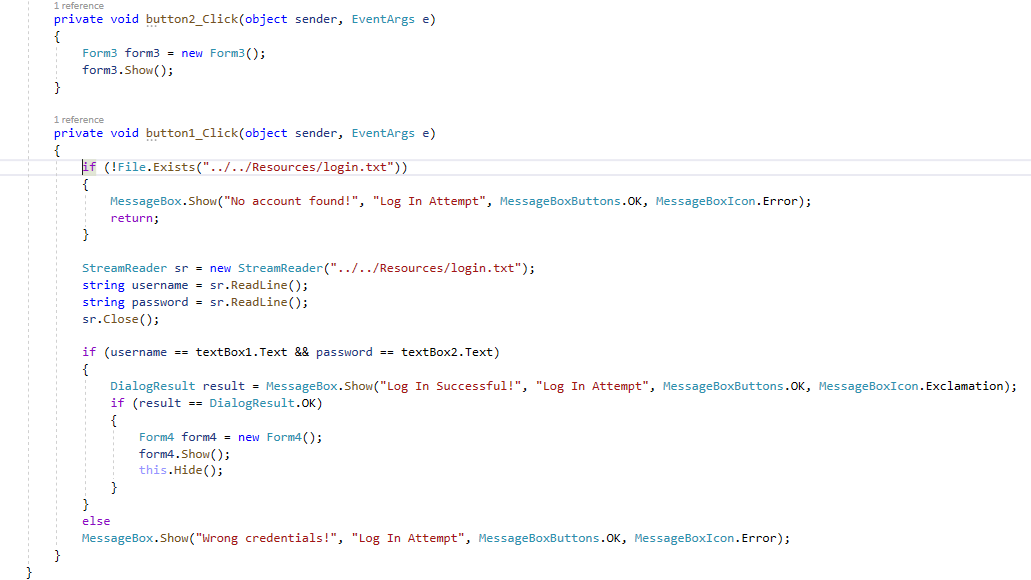 1 reference
private void button2_Click(object sender, EventArgs e)
{
Form3 form3 = new Form3();
form3.Show();
}
1 reference
private void button1_Click(object sender, EventArgs e)
{
if (!File.Exists("../../Resources/login.txt"))
{
MessageBox.Show("No account found!", "Log In Attempt", MessageBoxButtons.OK, MessageBoxIcon.Error);
return;
}
StreamReader sr = new StreamReader("../../Resources/login.txt");
string username = sr.ReadLine();
string password = sr.ReadLine();
sr.Close();
if (username == textBox1.Text && password == textBox2.Text)
{
DialogResult result = MessageBox.Show("Log In Successful!", "Log In Attempt", MessageBoxButtons.OK, MessageBoxIcon.Exclamation);
if (result == DialogResult.OK)
{
Form4 form4 = new Form4();
form4.Show();
this.Hide();
}
}
else
MessageBox.Show("Wrong credentials!", "Log In Attempt", MessageBoxButtons.OK, MessageBoxIcon.Error);
}
}